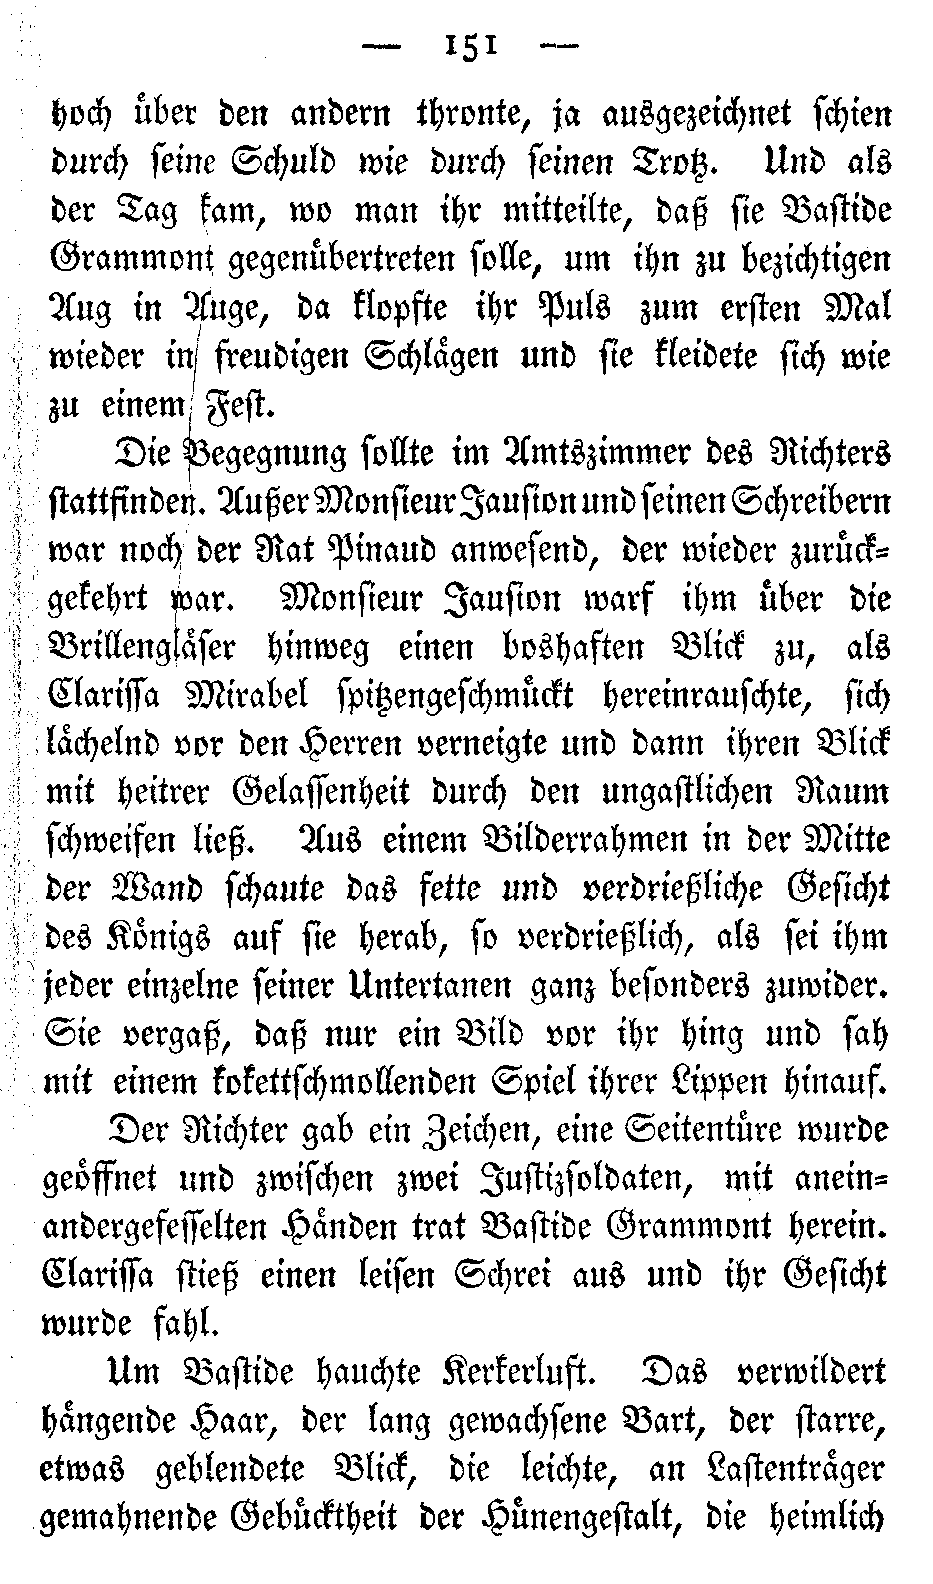 — 151 —
hoch über den andern thronte, ja ausgezeichnet schien
durch seine Schuld wie durch seinen Trotz. Und als
der Tag kam, wo man ihr mitteilte, daß sie Bastide
Grammont gegenübertreten solle, um ihn zu bezichtigen
Aug in Auge, da klopfte ihr Puls zum ersten Mal
wieder in freudigen Schlägen und sie kleidete sich wie
zu einem Fest.
Die Begegnung sollte im Amtszimmer des Richters
stattfinden. Außer Monsieur Jausion und seinen Schreibern
war noch der Rat Pinaud anwesend, der wieder zurück=
gekehrt war. Monsieur Jausion warf ihm über die
Brillengläser hinweg einen boshaften Blick zu, als
Clarissa Mirabel spitzengeschmückt hereinrauschte, sich
lächelnd vor den Herren verneigte und dann ihren Blick
mit heitrer Gelassenheit durch den ungastlichen Raum
schweifen ließ. Aus einem Bilderrahmen in der Mitte
der Wand schaute das fette und verdrießliche Gesicht
des Königs auf sie herab, so verdrießlich, als sei ihm
jeder einzelne seiner Untertanen ganz besonders zuwider.
Sie vergaß, daß nur ein Bild vor ihr hing und sah
mit einem kokettschmollenden Spiel ihrer Lippen hinauf.
Der Richter gab ein Zeichen, eine Seitentüre wurde
geöffnet und zwischen zwei Justizsoldaten, mit anein=
andergefesselten Händen trat Bastide Grammont herein.
Clarissa stieß einen leisen Schrei aus und ihr Gesicht
wurde fahl.
Um Bastide hauchte Kerkerluft. Das verwildert
hängende Haar, der lang gewachsene Bart, der starre,
etwas geblendete Blick, die leichte, an Lastenträger
gemahnende Gebücktheit der Hünengestalt, die heimlich